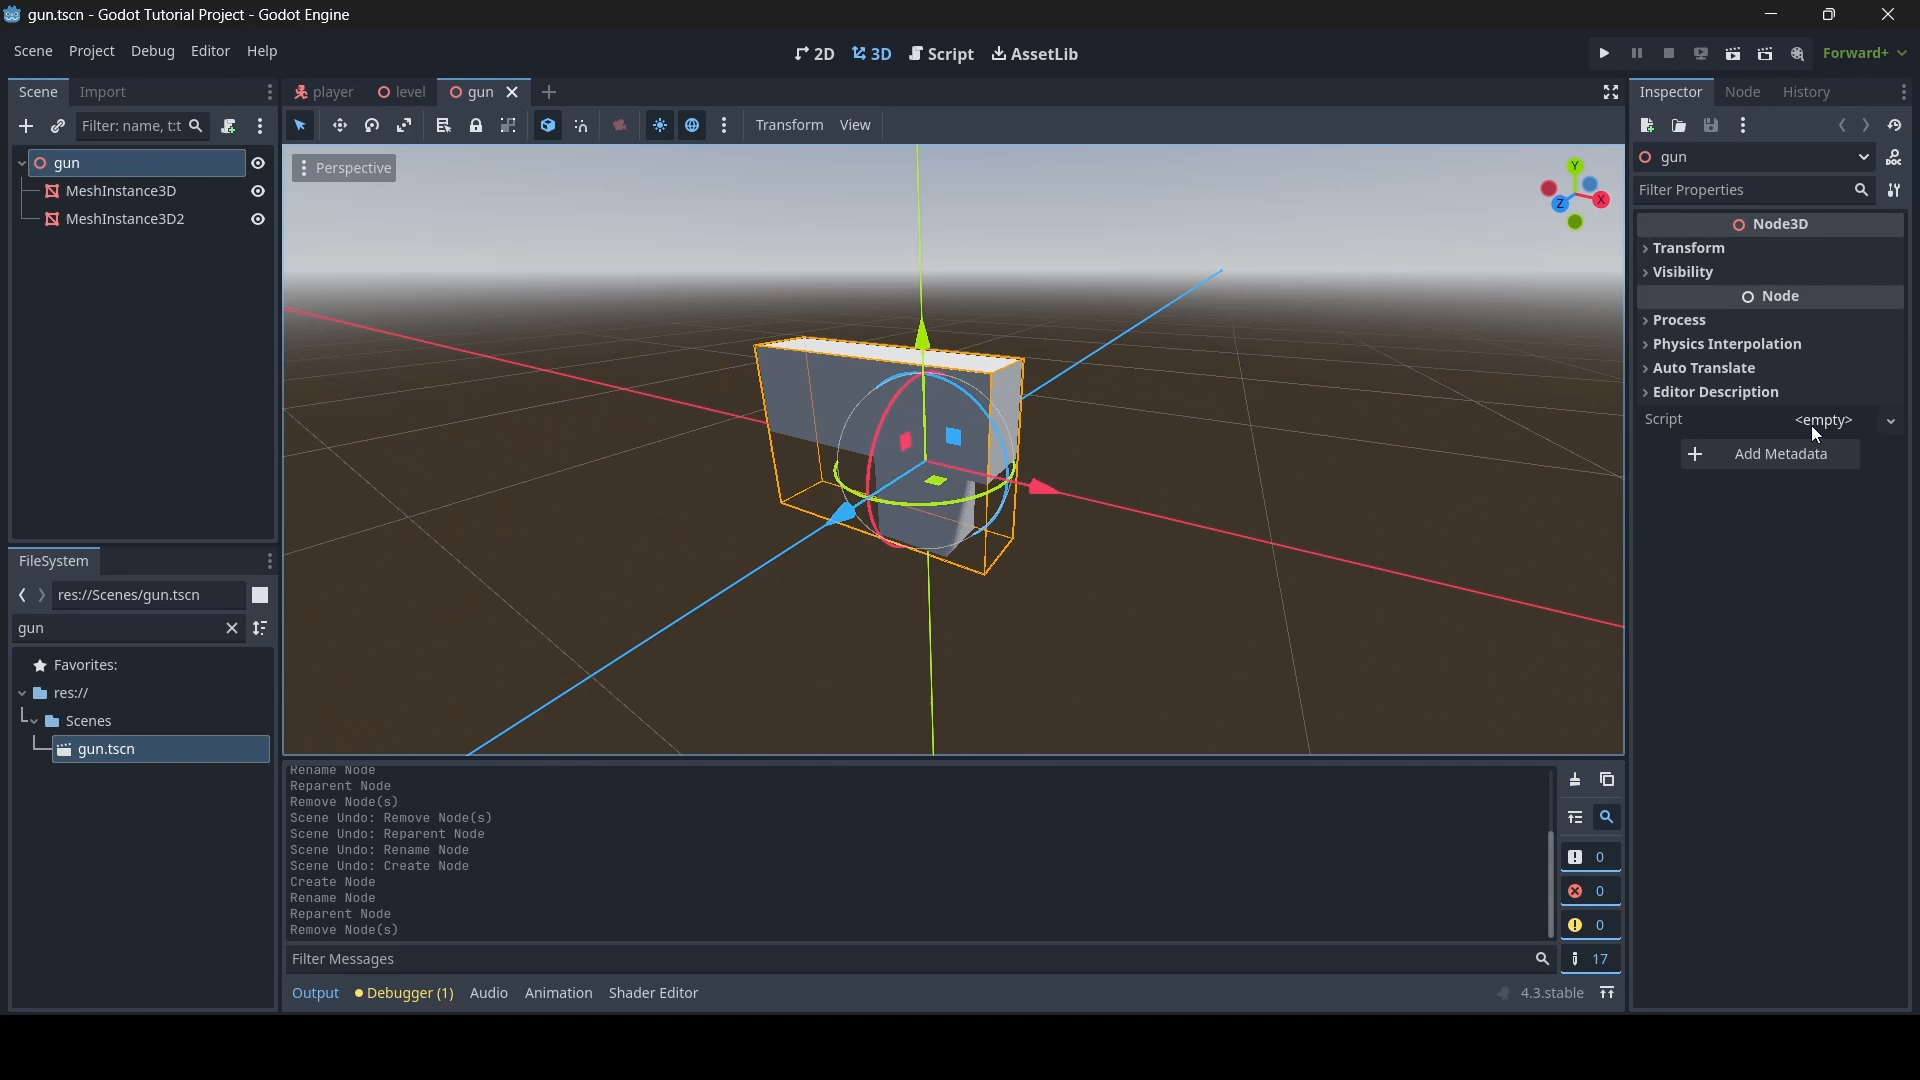 gun.tscn - Godot Tutorial Project - Godot Engine
Scene Project Debug Editor Help
2D 3D Script AssetLib
Forward+
Scene Import
player level gun
Inspector Node History
Filter: name, t:t
Transform View
gun
MeshInstance3D
MeshInstance3D2
Perspective
Y
X
Z
gun
Filter Properties
Node3D
Transform
Visibility
Node
Process
Physics Interpolation
Auto Translate
Editor Description
Script <empty>
Add Metadata
FileSystem
res://Scenes/gun.tscn
gun
Favorites:
res://
Scenes
gun.tscn
Rename Node
Reparent Node
Remove Node(s)
Scene Undo: Remove Node(s)
Scene Undo: Reparent Node
Scene Undo: Rename Node
Scene Undo: Create Node
Create Node
Rename Node
Reparent Node
Remove Node(s)
0
0
0
17
Filter Messages
Output Debugger (1) Audio Animation Shader Editor
4.3.stable